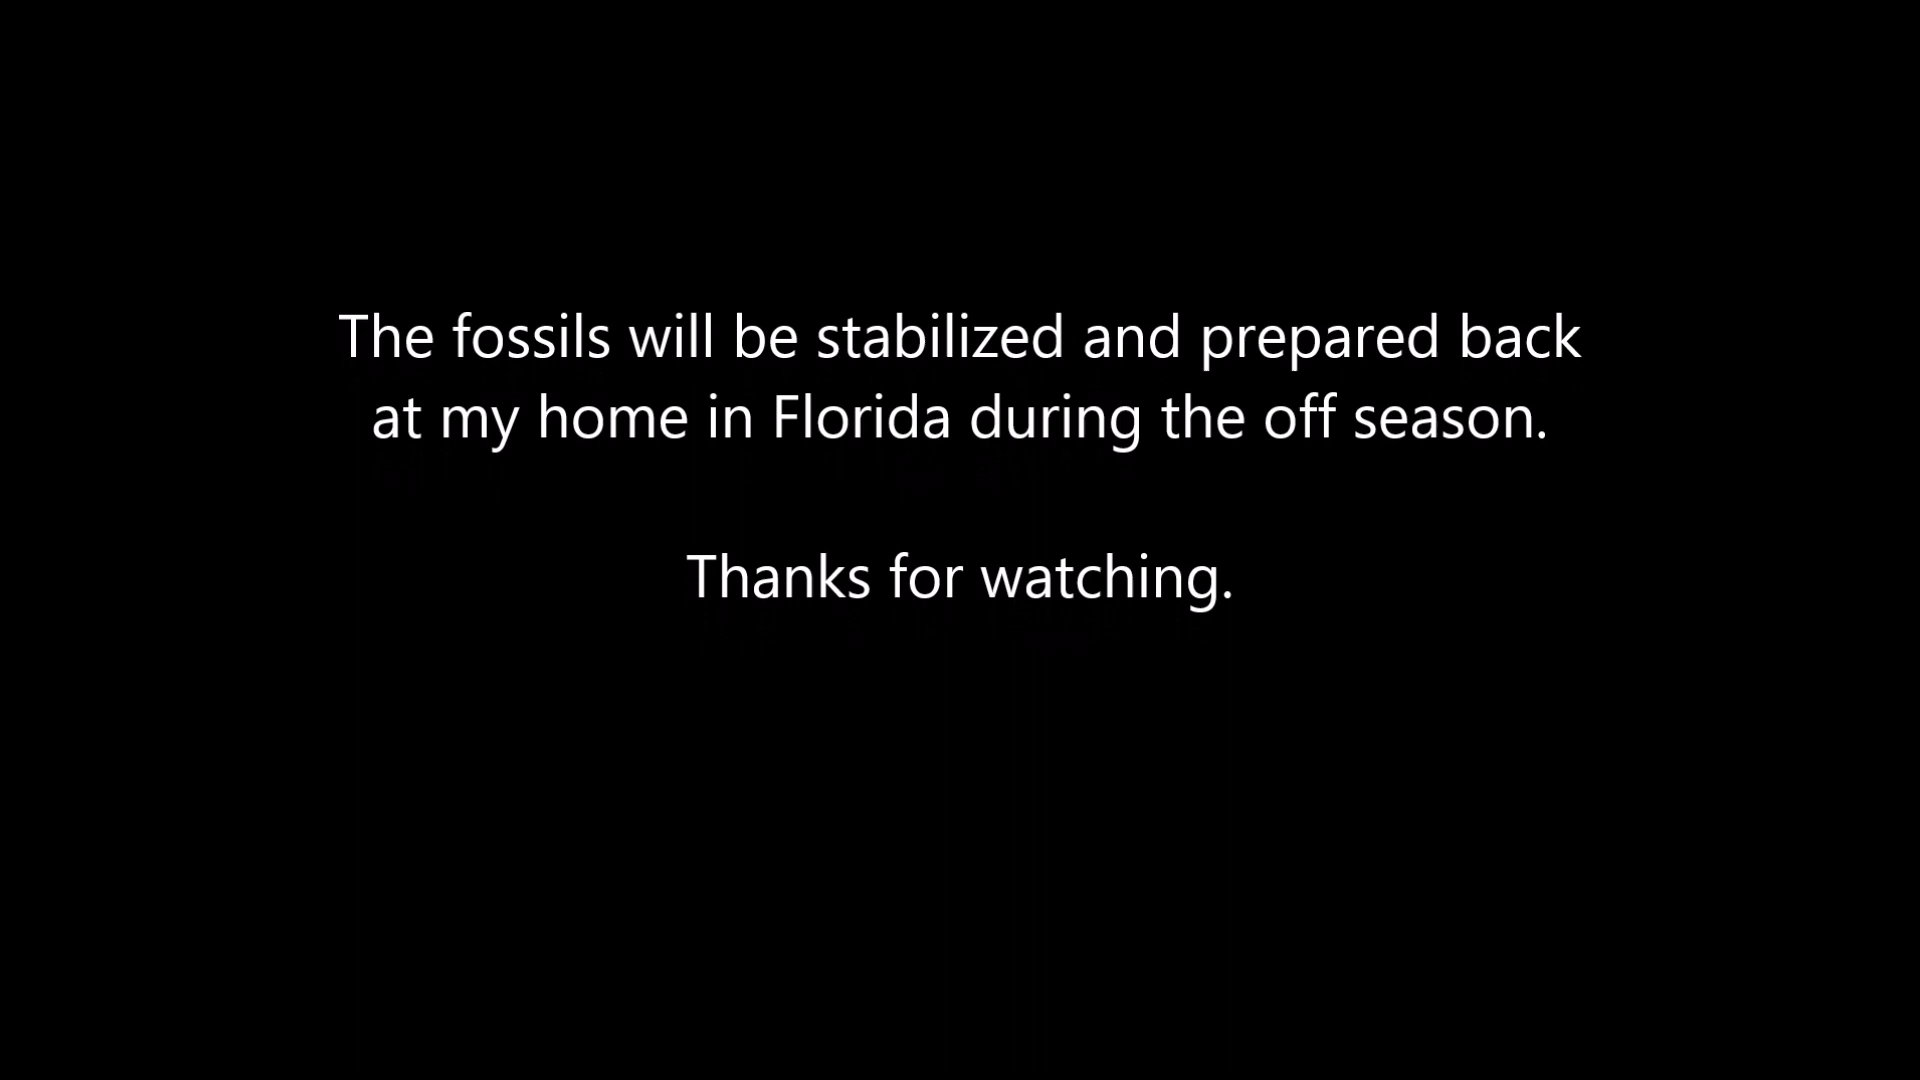 The fossils will be stabilized and prepared back
at my home in Florida during the off season.
Thanks for watching.